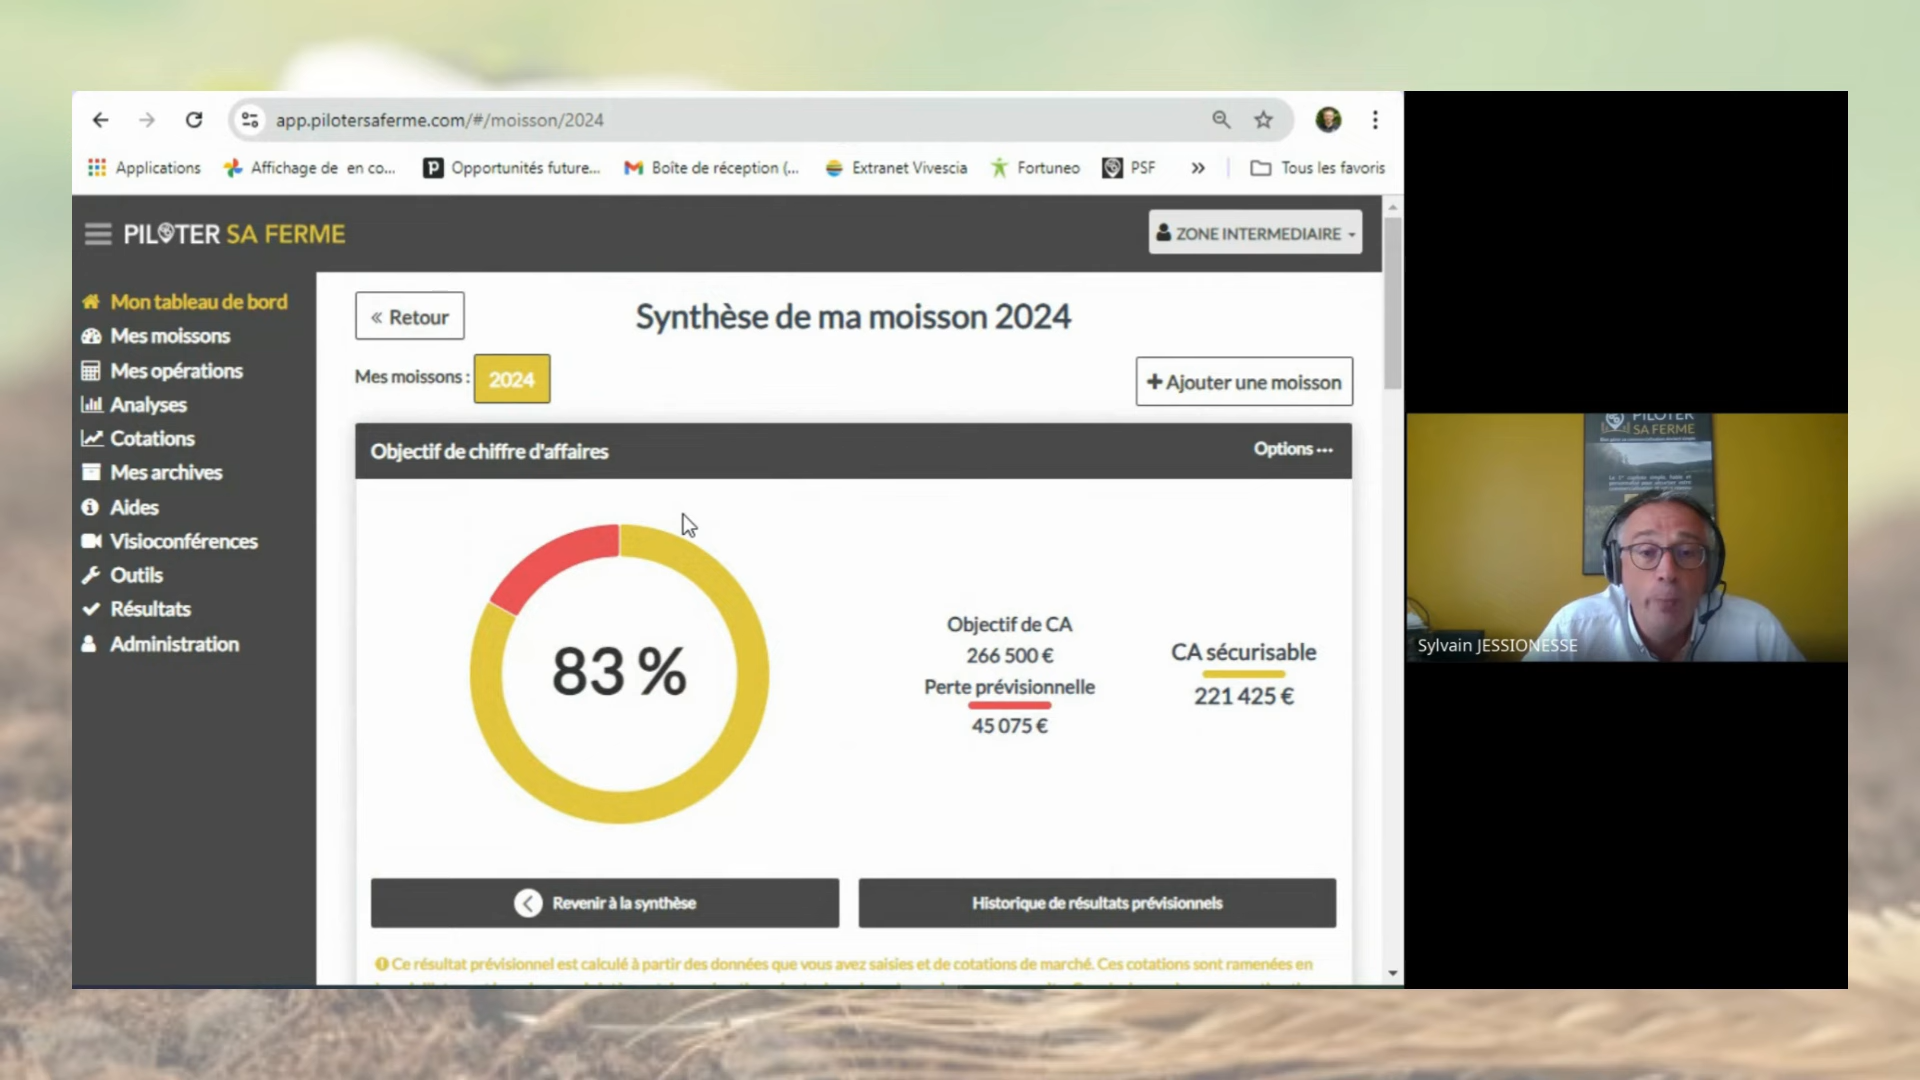 app.pilotersaferme.com/#/moisson/2024
Applications
Affichage de en co...
Opportunités future...
Boîte de réception (...
Extranet Vivescia
Fortuneo
PSF
Tous les favoris
PILOTER SA FERME
ZONE INTERMEDIAIRE
Mon tableau de bord
Mes moissons
Mes opérations
Analyses
Cotations
Mes archives
Aides
Visioconférences
Outils
Résultats
Administration
« Retour
Synthèse de ma moisson 2024
Mes moissons :
2024
+ Ajouter une moisson
Objectif de chiffre d'affaires
Options ...
83 %
Objectif de CA
266 500 €
Perte prévisionnelle
45 075 €
CA sécurisable
221 425 €
Revenir à la synthèse
Historique de résultats prévisionnels
Ce résultat prévisionnel est calculé à partir des données que vous avez saisies et de cotations de marché. Ces cotations sont ramenées en
PILOTER
SA FERME
Sylvain JESSIONESSE